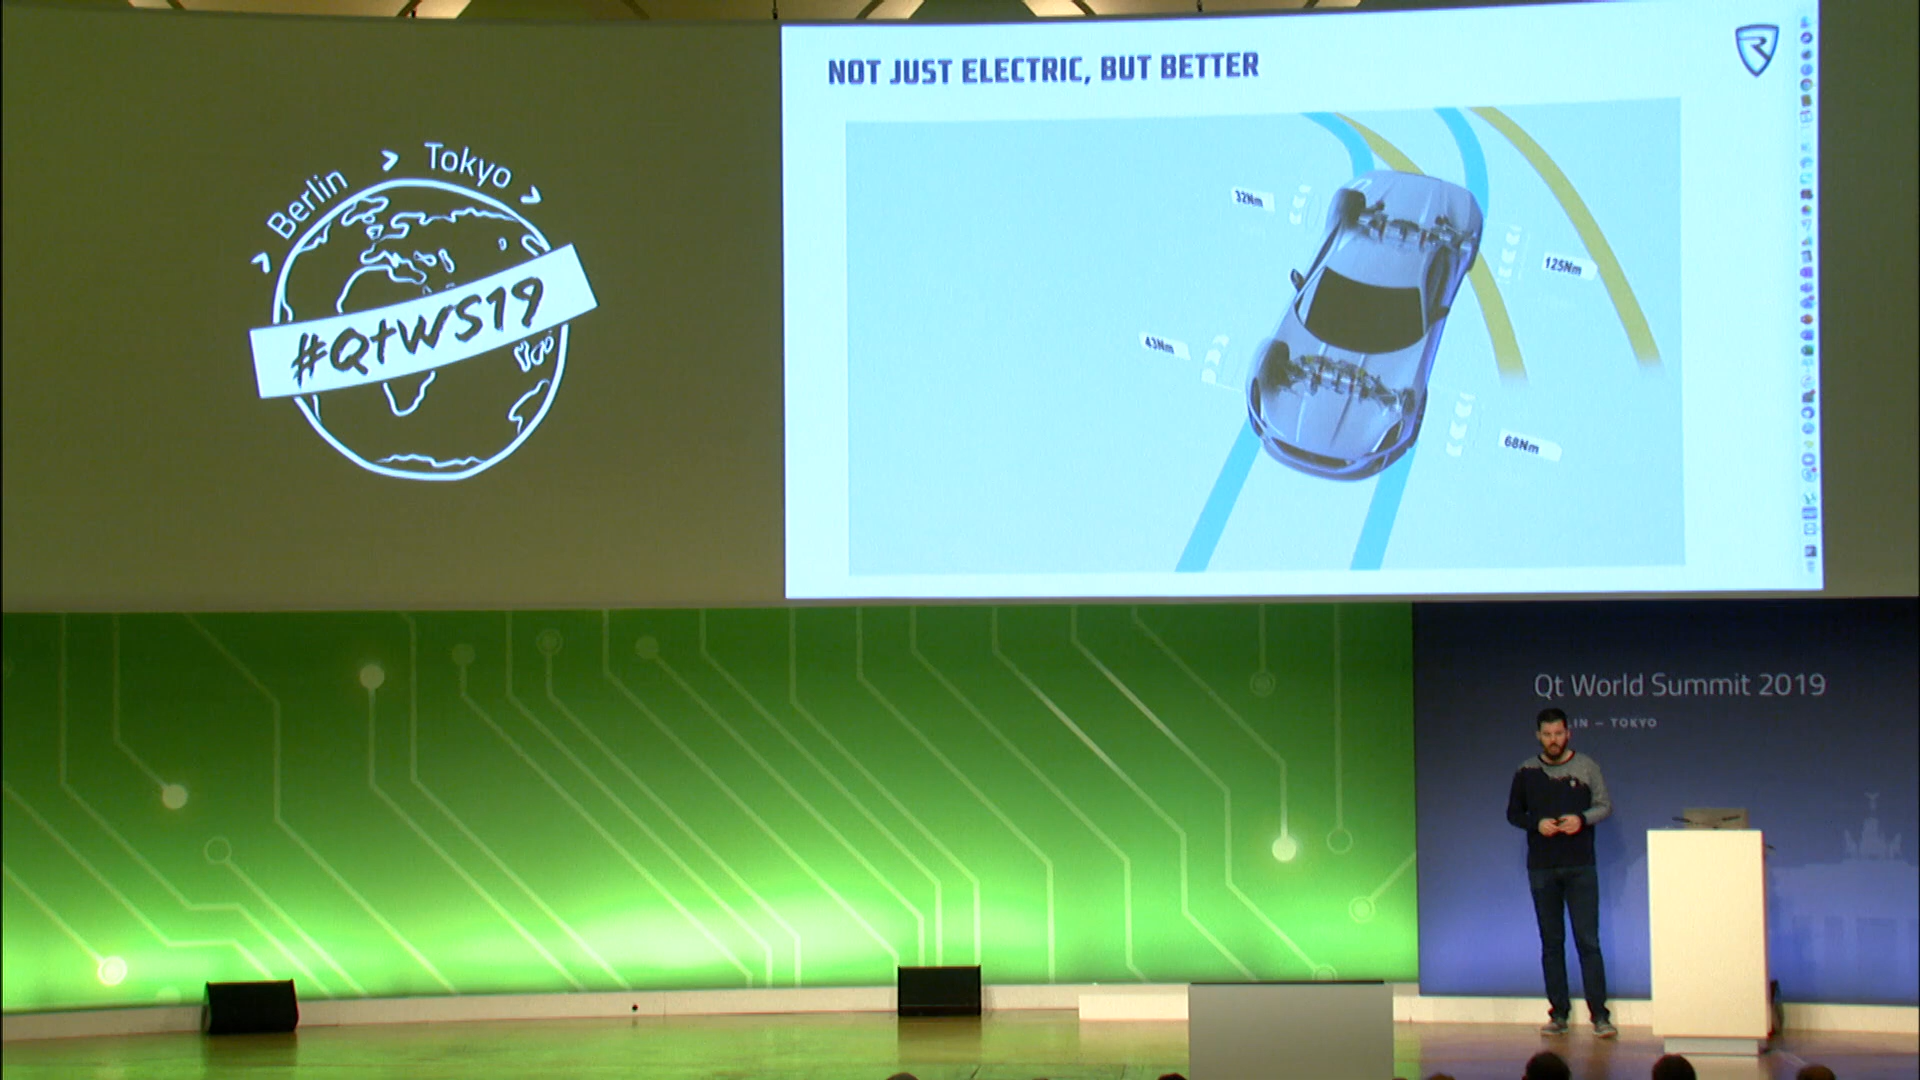 > Berlin > Tokyo >
#QtWS19
NOT JUST ELECTRIC, BUT BETTER
R
32Nm
125Nm
43Nm
68Nm
Qt World Summit 2019
LIN – TOKYO